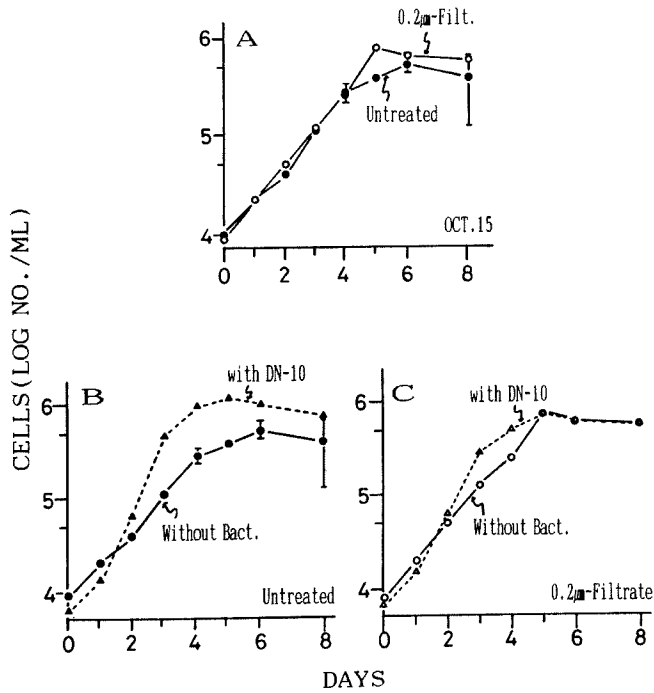 A
0.2㎛-Filt.
6
5
4
Untreated
OCT.15
0 2 4 6 8
CELLS(LOG NO./ML)
B
with DN-10
6
5
4
Without Bact.
Untreated
0 2 4 6 8
C
with DN-10
6
5
4
Without Bact.
0.2㎛-Filtrate
0 2 4 6 8
DAYS